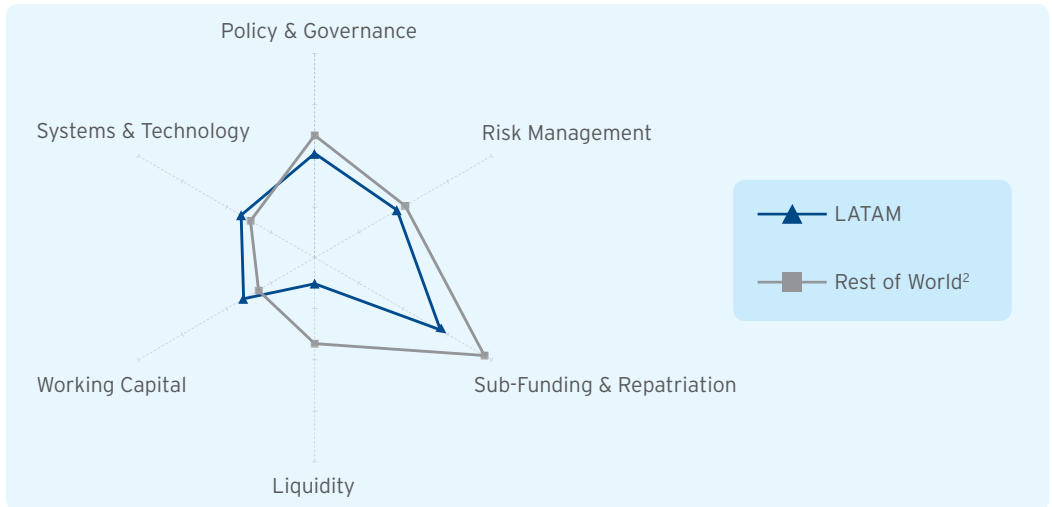 Policy & Governance
Systems & Technology
Risk Management
LATAM
Rest of World²
Working Capital
Sub-Funding & Repatriation
Liquidity